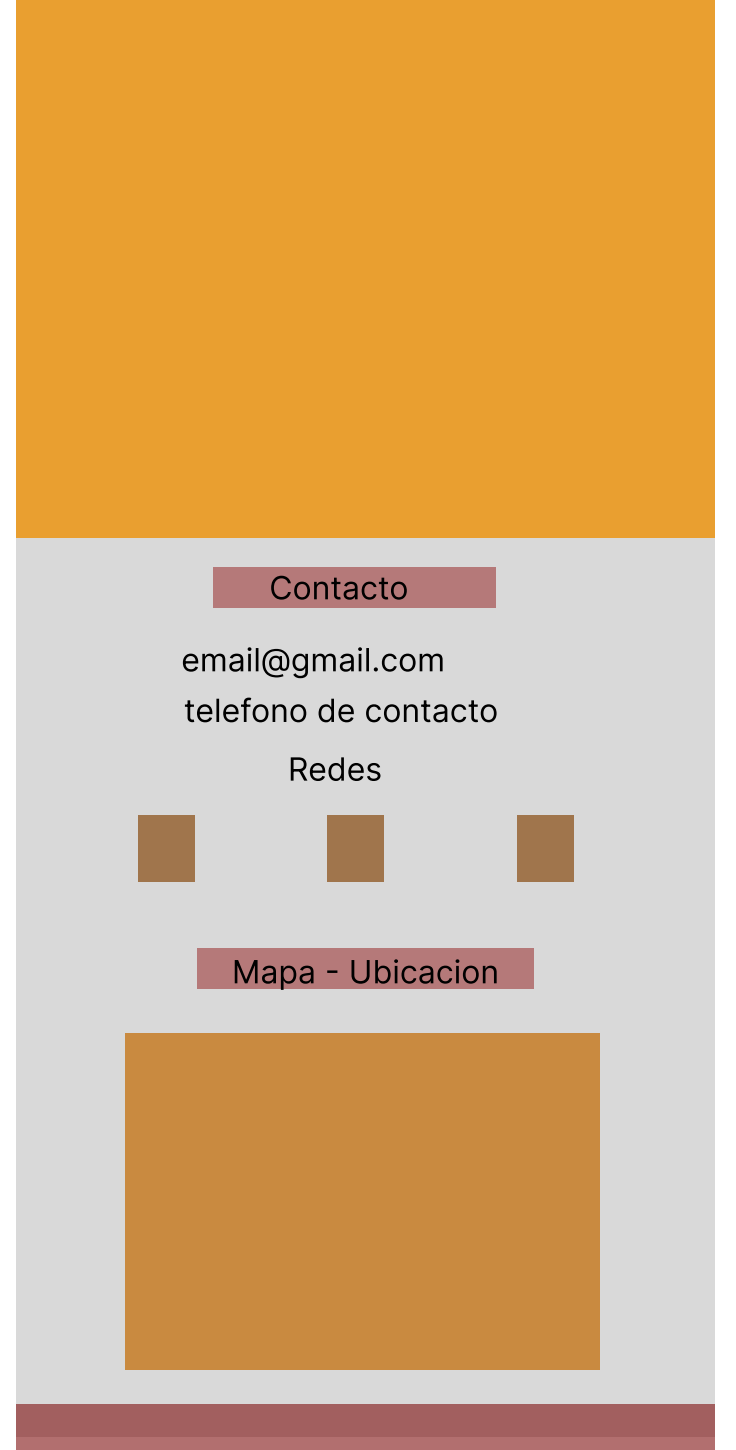 Contacto
email@gmail.com
telefono de contacto
Redes
Mapa - Ubicacion